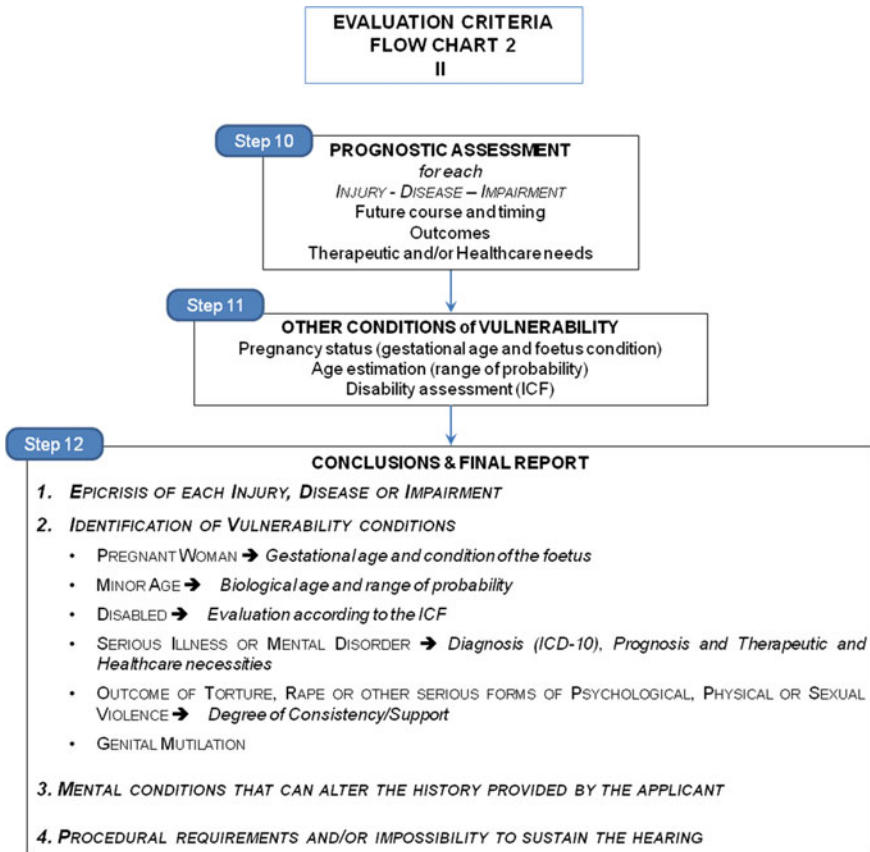 EVALUATION CRITERIA
FLOW CHART 2
II
Step 10
PROGNOSTIC ASSESSMENT
for each
INJURY - DISEASE – IMPAIRMENT
Future course and timing
Outcomes
Therapeutic and/or Healthcare needs
Step 11
OTHER CONDITIONS of VULNERABILITY
Pregnancy status (gestational age and foetus condition)
Age estimation (range of probability)
Disability assessment (ICF)
Step 12
CONCLUSIONS & FINAL REPORT
1. EPICRISIS OF EACH INJURY, DISEASE OR IMPAIRMENT
2. IDENTIFICATION OF VULNERABILITY CONDITIONS
• PREGNANT WOMAN ➔ Gestational age and condition of the foetus
• MINOR AGE ➔ Biological age and range of probability
• DISABLED ➔ Evaluation according to the ICF
• SERIOUS ILLNESS OR MENTAL DISORDER ➔ Diagnosis (ICD-10), Prognosis and Therapeutic and
Healthcare necessities
• OUTCOME OF TORTURE, RAPE OR OTHER SERIOUS FORMS OF PSYCHOLOGICAL, PHYSICAL OR SEXUAL
VIOLENCE ➔ Degree of Consistency/Support
• GENITAL MUTILATION
3. MENTAL CONDITIONS THAT CAN ALTER THE HISTORY PROVIDED BY THE APPLICANT
4. PROCEDURAL REQUIREMENTS AND/OR IMPOSSIBILITY TO SUSTAIN THE HEARING